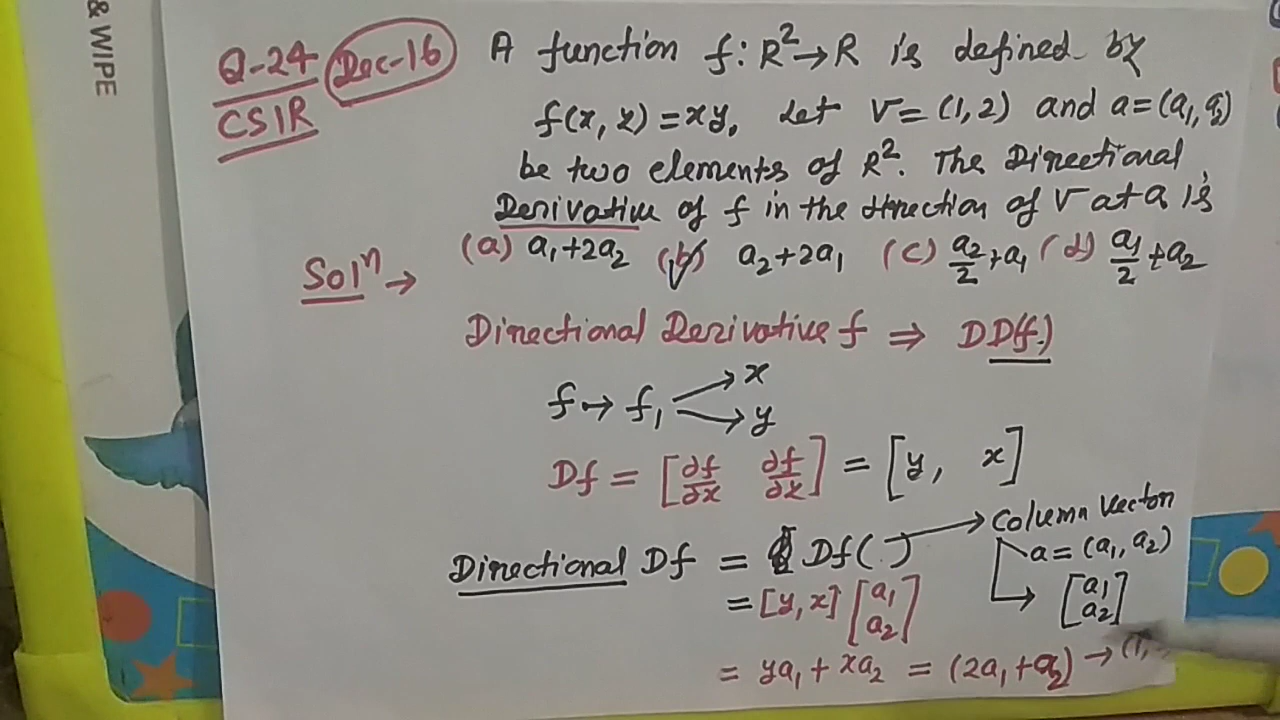 & WIPE
Q-24 Dec-16
CSIR
A function f: R² → R is defined by
f(x, y) = xy, Let V = (1, 2) and a = (a₁, a₂)
be two elements of R². The Directional
Derivative of f in the direction of V at a is
(a) a₁+2a₂ (b) a₂+2a₁ (c) a₂/2 + a₁ (d) a₁/2 + a₂
Solⁿ →
Directional Derivative f ⇒ DD(f.)
f → f₁ → x
→ y
Df = [∂f/∂x ∂f/∂y] = [y, x]
Directional Df = Df(.) → Column Vector
a = (a₁, a₂)
= [y, x] [a₁ a₂] → [a₁ a₂]
= ya₁ + xa₂ = (2a₁ + a₂) → (1,